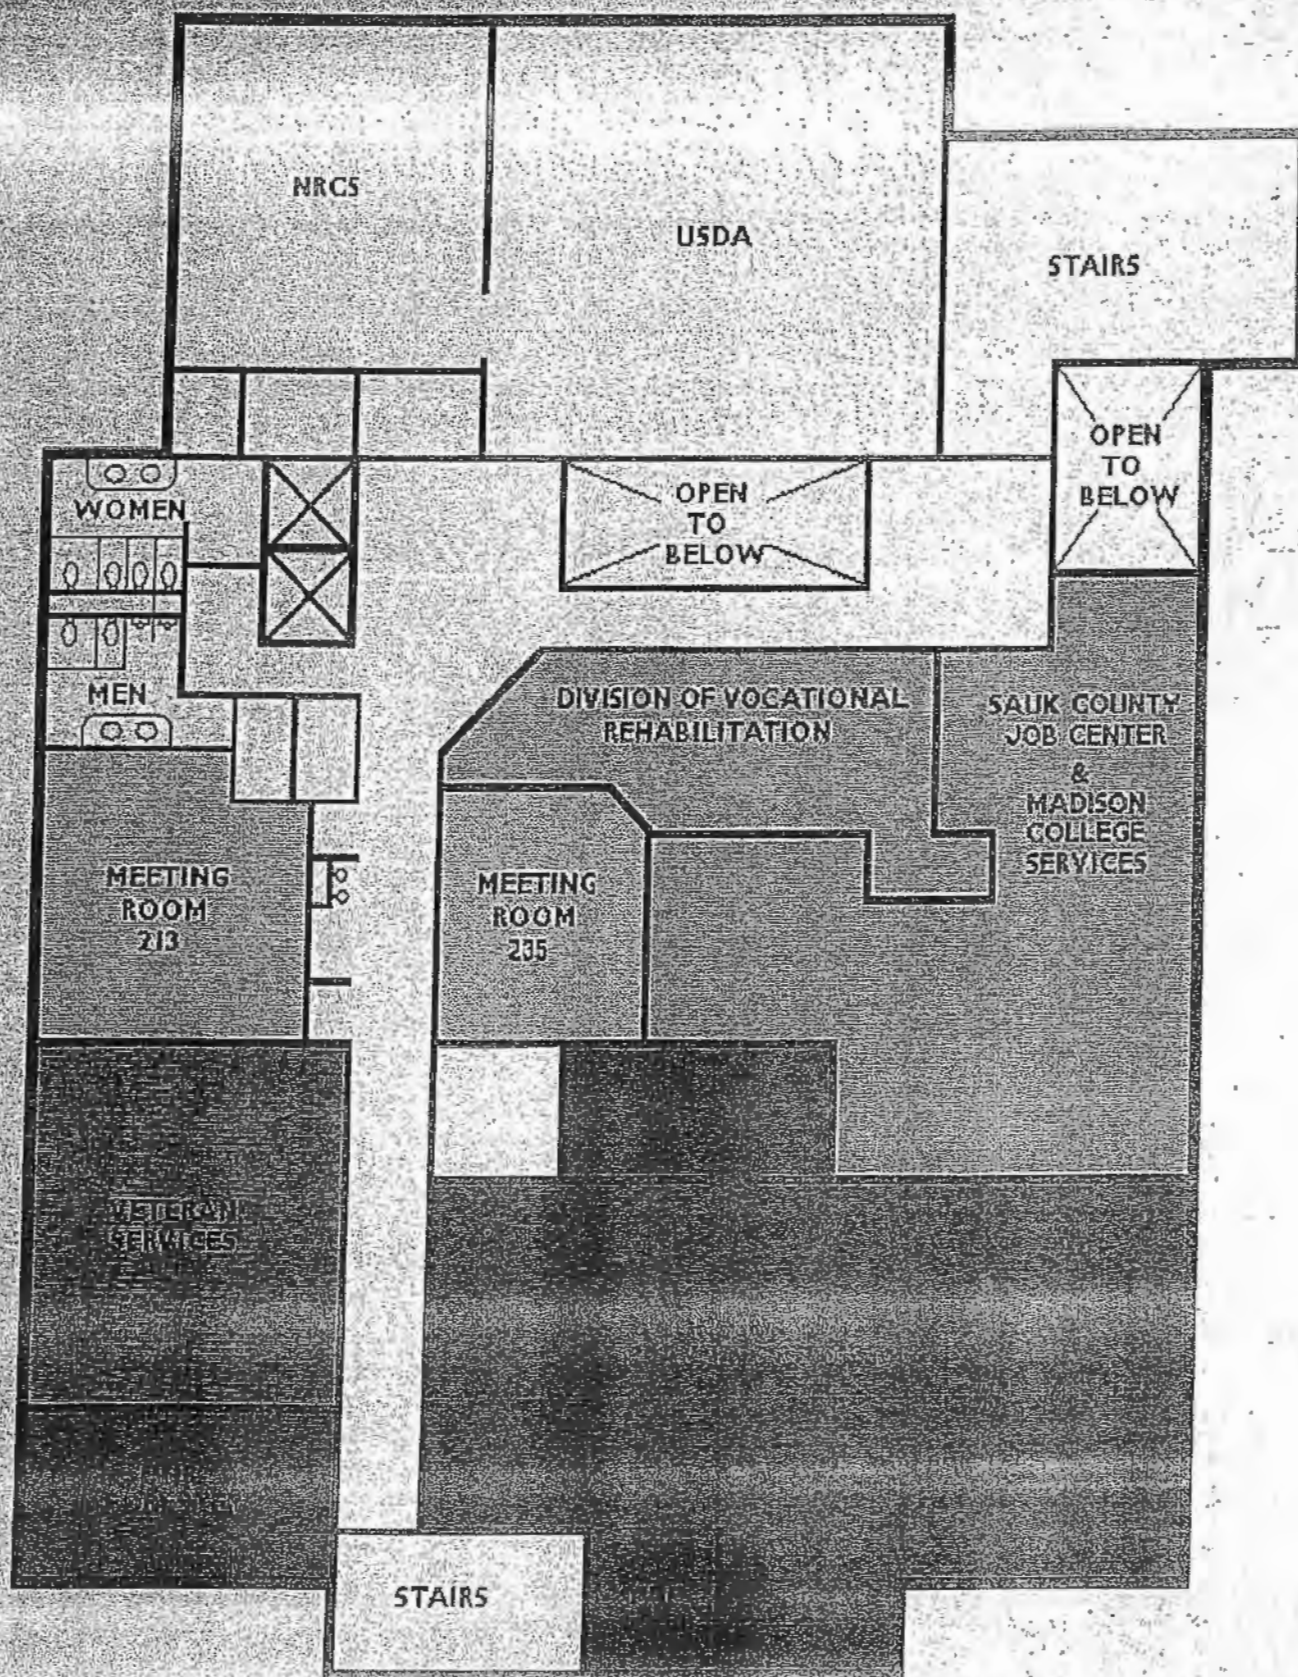 NRCS
USDA
STAIRS
OPEN
TO
BELOW
OPEN
TO
BELOW
WOMEN
MEN
DIVISION OF VOCATIONAL
REHABILITATION
SAUK COUNTY
JOB CENTER
&
MADISON
COLLEGE
SERVICES
MEETING
ROOM
213
MEETING
ROOM
235
VETERAN
SERVICES
STAIRS